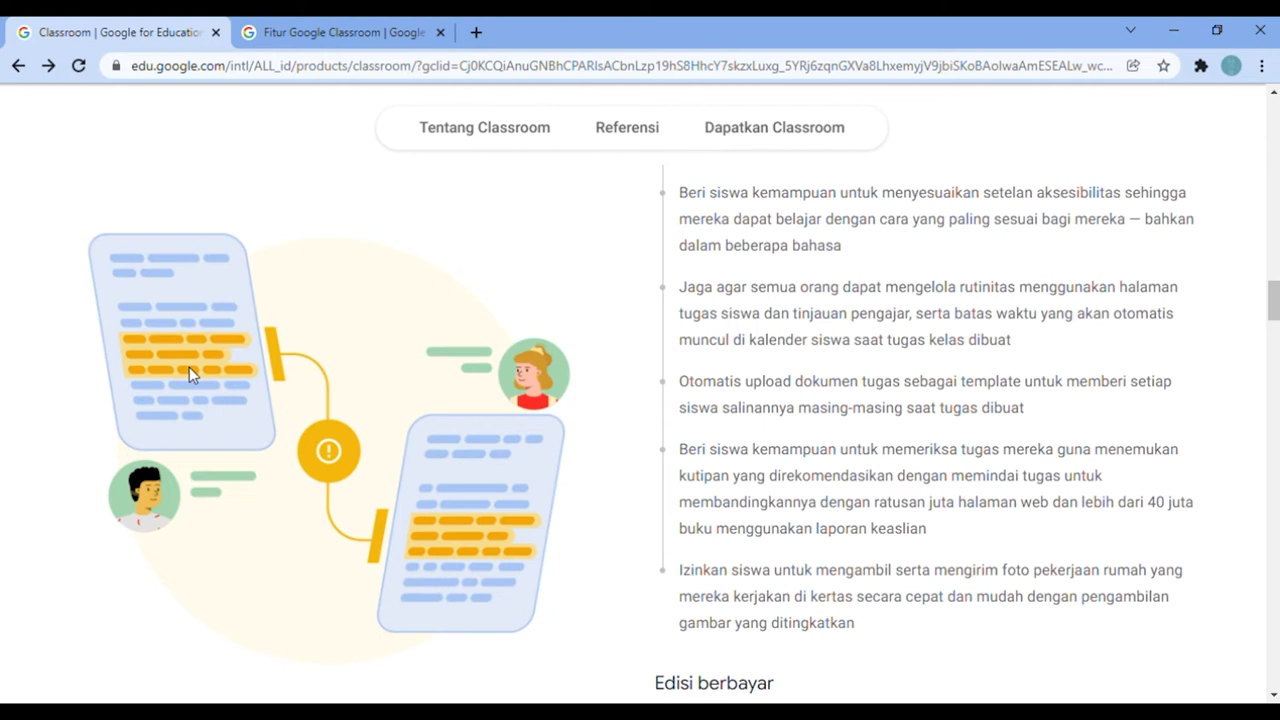 Classroom | Google for Educatio
Fitur Google Classroom | Google
edu.google.com/intl/ALL_id/products/classroom/?gclid=Cj0KCQiAnuGNBhCPARIsACbnLzp19hS8HhcY7skzxLuxg_5YRj6zqnGXVa8LhxemyjV9jbiSKoBAolwaAmESEALw_wc...
Tentang Classroom
Referensi
Dapatkan Classroom
Beri siswa kemampuan untuk menyesuaikan setelan aksesibilitas sehingga
mereka dapat belajar dengan cara yang paling sesuai bagi mereka — bahkan
dalam beberapa bahasa
Jaga agar semua orang dapat mengelola rutinitas menggunakan halaman
tugas siswa dan tinjauan pengajar, serta batas waktu yang akan otomatis
muncul di kalender siswa saat tugas kelas dibuat
Otomatis upload dokumen tugas sebagai template untuk memberi setiap
siswa salinannya masing-masing saat tugas dibuat
Beri siswa kemampuan untuk memeriksa tugas mereka guna menemukan
kutipan yang direkomendasikan dengan memindai tugas untuk
membandingkannya dengan ratusan juta halaman web dan lebih dari 40 juta
buku menggunakan laporan keaslian
Izinkan siswa untuk mengambil serta mengirim foto pekerjaan rumah yang
mereka kerjakan di kertas secara cepat dan mudah dengan pengambilan
gambar yang ditingkatkan
Edisi berbayar